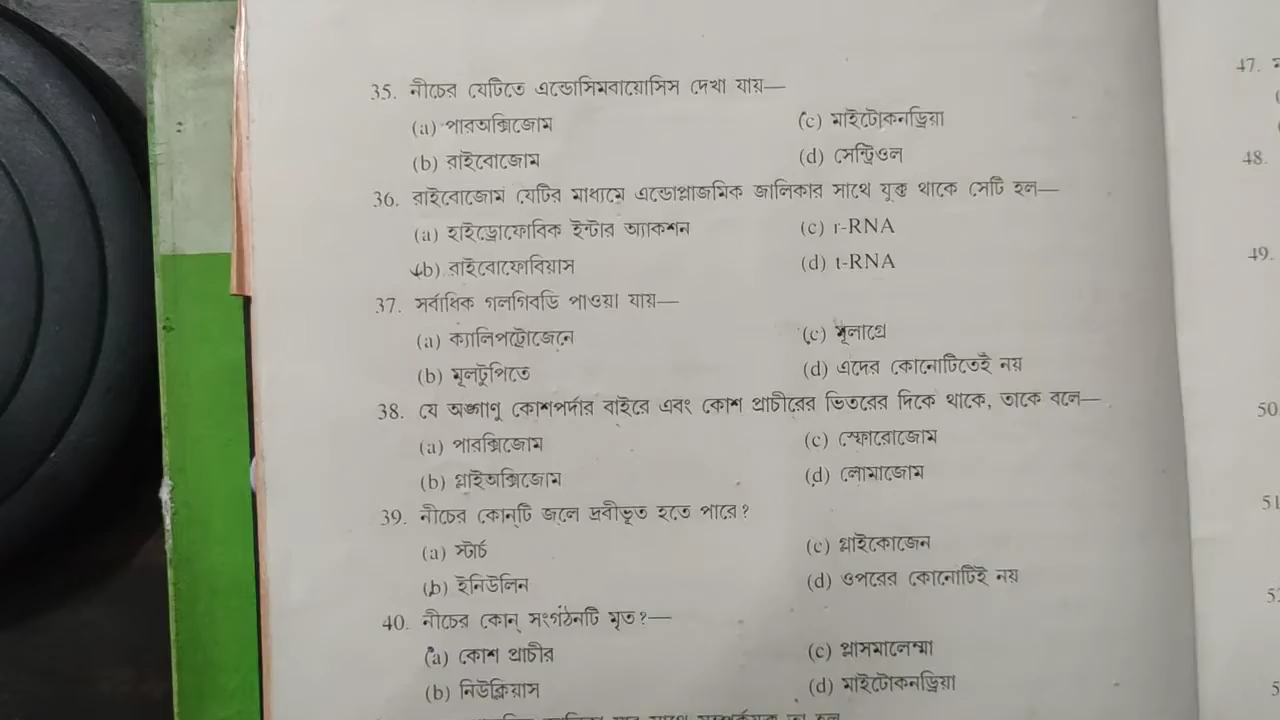 35. নীচের যেটিতে এন্ডোসিমবায়োসিস দেখা যায়—
(a) পারঅক্সিজোম (c) মাইটোকনড্রিয়া
(b) রাইবোজোম (d) সেন্ট্রিওল
36. রাইবোজোম যেটির মাধ্যমে এন্ডোপ্লাজমিক জালিকার সাথে যুক্ত থাকে সেটি হল—
(a) হাইড্রোফোবিক ইন্টার অ্যাকশন (c) r-RNA
(b) রাইবোফোবিয়াস (d) t-RNA
37. সর্বাধিক গলগিবডি পাওয়া যায়—
(a) ক্যালিপট্রোজেনে (c) মূলাগ্রে
(b) মূলটুপিতে (d) এদের কোনোটিতেই নয়
38. যে অঙ্গাণু কোশপর্দার বাইরে এবং কোশ প্রাচীরের ভিতরের দিকে থাকে, তাকে বলে—
(a) পারক্সিজোম (c) স্ফেরোজোম
(b) গ্লাইঅক্সিজোম (d) লোমাজোম
39. নীচের কোন্‌টি জলে দ্রবীভূত হতে পারে?
(a) স্টার্চ (c) গ্লাইকোজেন
(b) ইনিউলিন (d) ওপরের কোনোটিই নয়
40. নীচের কোন্ সংগঠনটি মৃত?—
(a) কোশ প্রাচীর (c) প্লাসমালেম্মা
(b) নিউক্লিয়াস (d) মাইটোকনড্রিয়া
47.
48.
49.
50
51
5
5